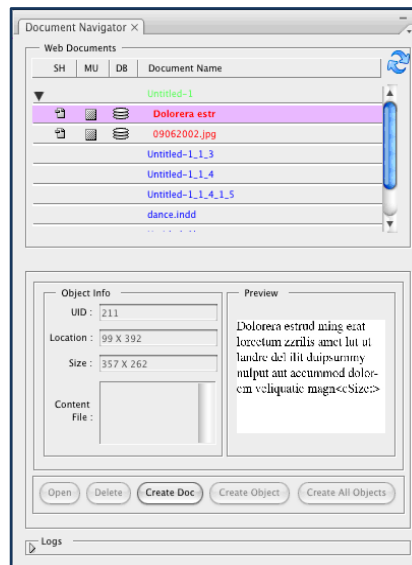 Document Navigator ×
Web Documents
SH MU DB Document Name
Untitled-1
Dolorera estr
09062002.jpg
Untitled-1_1_3
Untitled-1_1_4
Untitled-1_1_4_1_5
dance.indd
Object Info
UID : 211
Location : 99 X 392
Size : 357 X 262
Content
File :
Preview
Dolorera estrud ming erat
lorectum zzrilis amet lut ut
landre del ilit duipsummy
nulput aut accummod dolor-
em veliquatic magn<cSize:>
Open Delete Create Doc Create Object Create All Objects
Logs